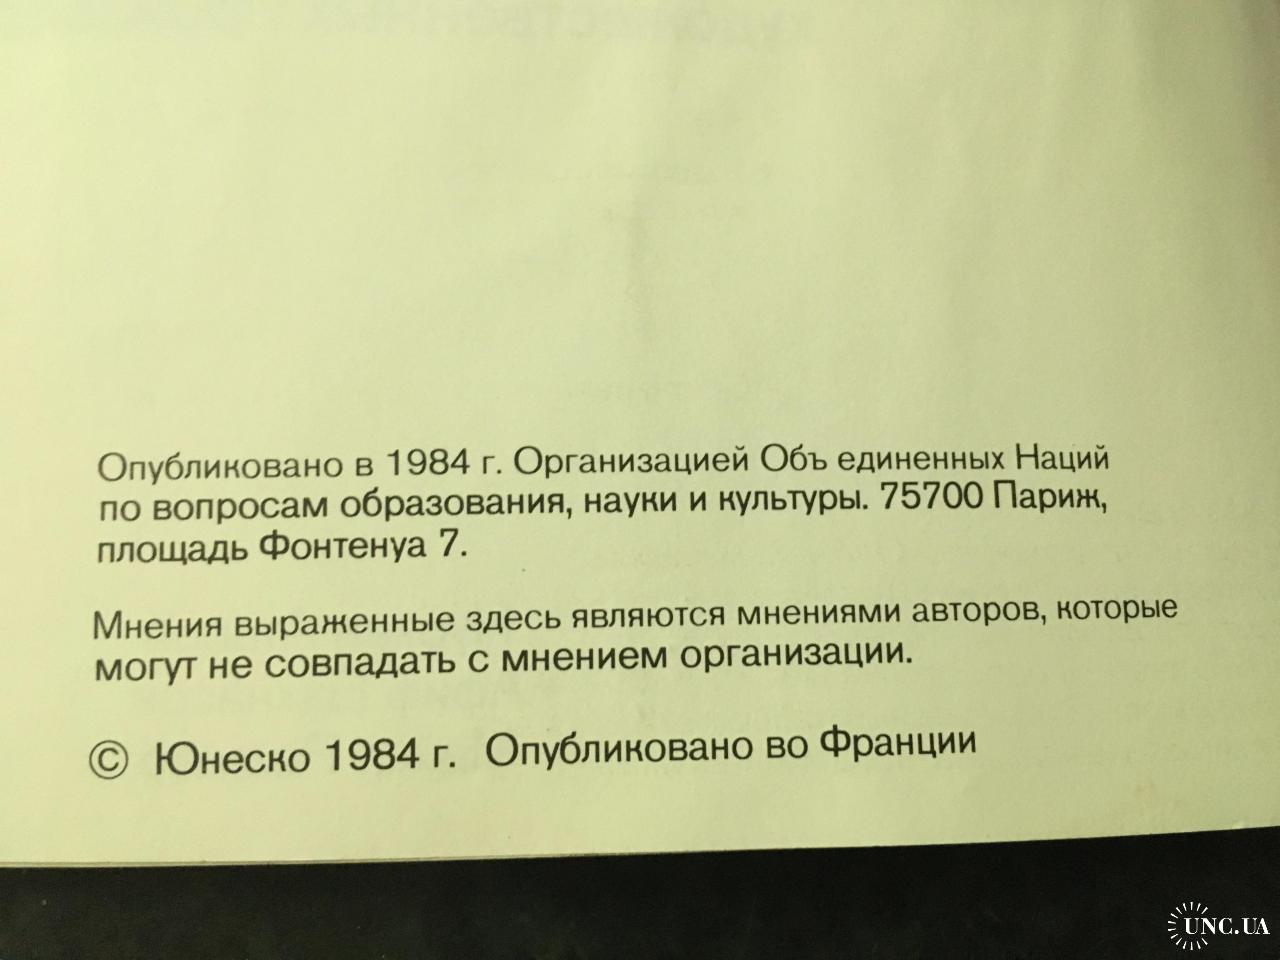 Опубликовано в 1984 г. Организацией Объ единенных Наций
по вопросам образования, науки и культуры. 75700 Париж,
площадь Фонтенуа 7.
Мнения выраженные здесь являются мнениями авторов, которые
могут не совпадать с мнением организации.
© Юнеско 1984 г. Опубликовано во Франции
UNC.UA